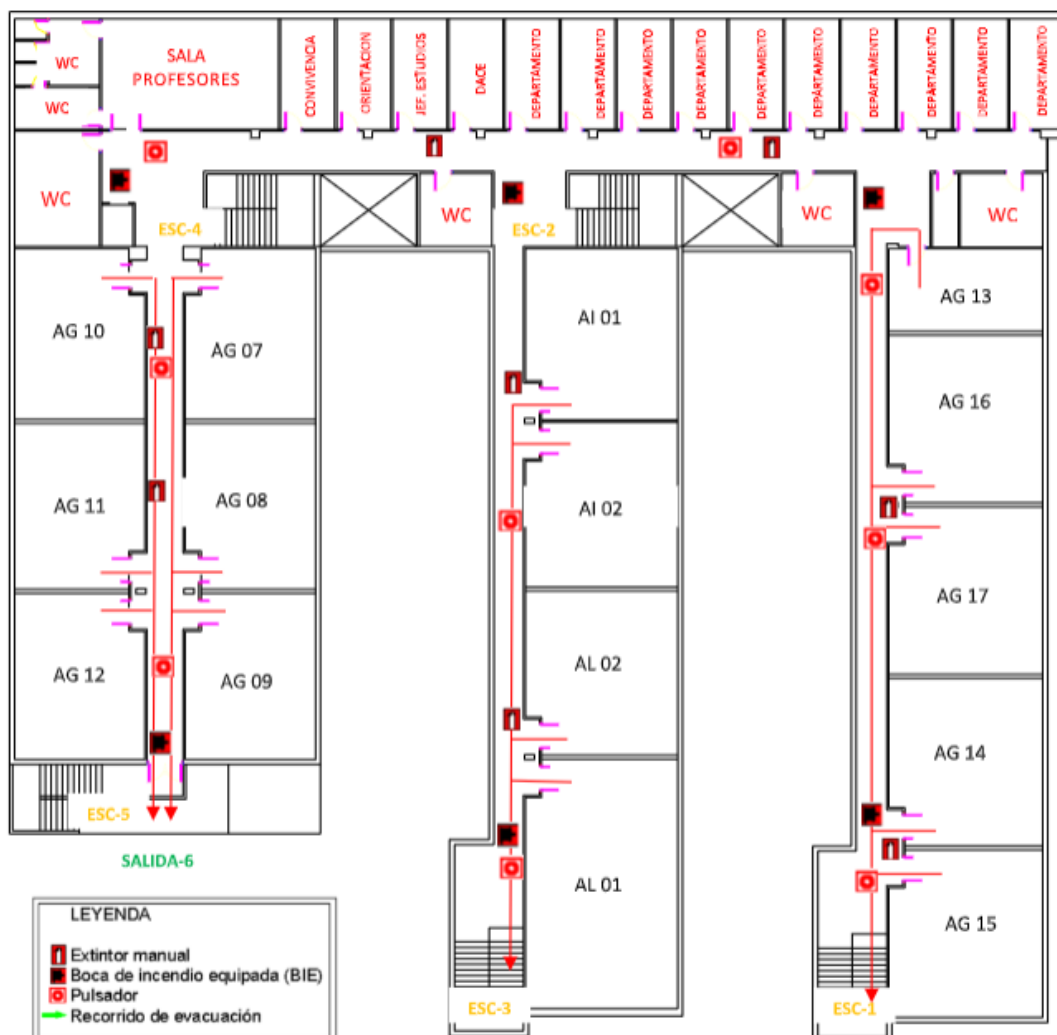 WC
WC
SALA
PROFESORES
CONVIVENCIA
ORIENTACION
JEF. ESTUDIOS
DACE
DEPARTAMENTO
DEPARTAMENTO
DEPARTAMENTO
DEPARTAMENTO
DEPARTAMENTO
DEPARTAMENTO
DEPARTAMENTO
DEPARTAMENTO
DEPARTAMENTO
DEPARTAMENTO
WC
WC
WC
WC
ESC-4
ESC-2
AG 10
AG 07
AI 01
AG 13
AG 16
AG 11
AG 08
AI 02
AG 17
AG 12
AG 09
AL 02
AG 14
ESC-5
SALIDA-6
AL 01
AG 15
ESC-3
ESC-1
LEYENDA
Extintor manual
Boca de incendio equipada (BIE)
Pulsador
Recorrido de evacuación